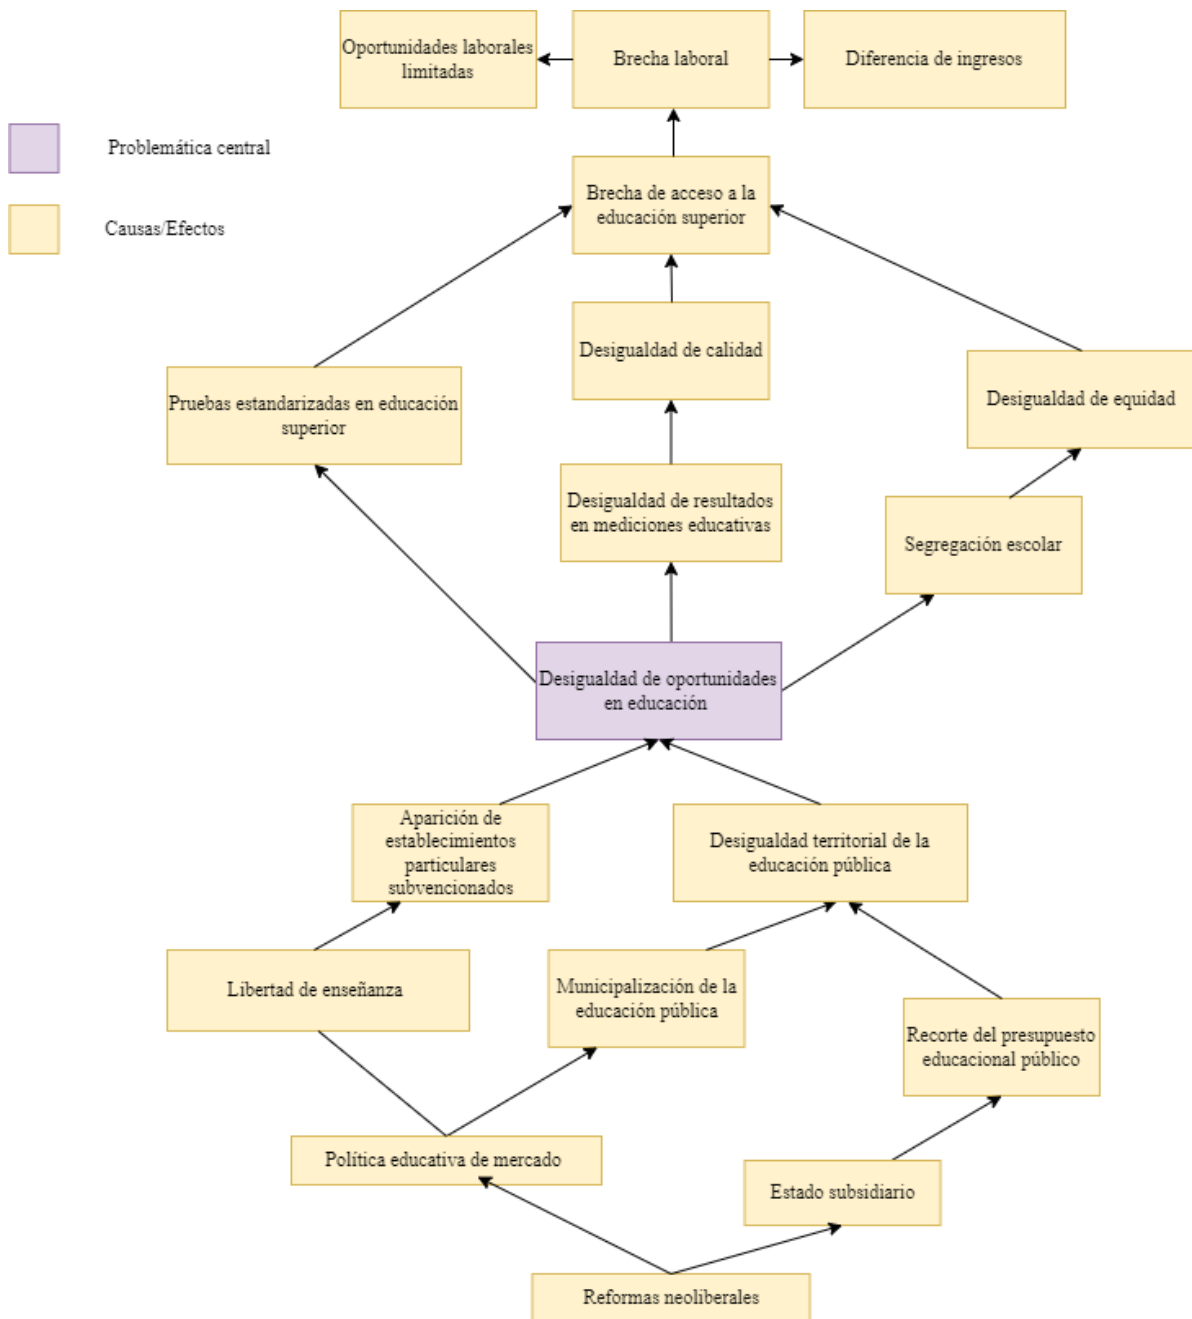 Oportunidades laborales
limitadas
Brecha laboral
Diferencia de ingresos
Problemática central
Causas/Efectos
Brecha de acceso a la
educación superior
Desigualdad de calidad
Pruebas estandarizadas en educación
superior
Desigualdad de equidad
Desigualdad de resultados
en mediciones educativas
Segregación escolar
Desigualdad de oportunidades
en educación
Aparición de
establecimientos
particulares
subvencionados
Desigualdad territorial de la
educación pública
Libertad de enseñanza
Municipalización de la
educación pública
Recorte del presupuesto
educacional público
Política educativa de mercado
Estado subsidiario
Reformas neoliberales